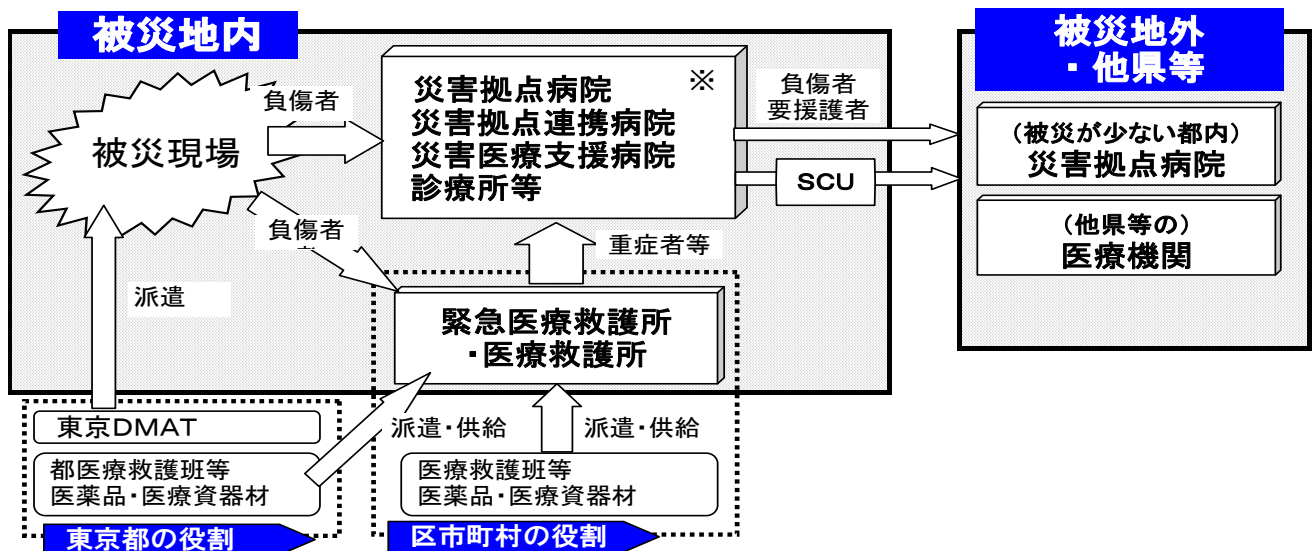 被災地内
被災地外
・他県等
被災現場
負傷者
災害拠点病院
※
災害拠点連携病院
災害医療支援病院
診療所等
負傷者
要援護者
SCU
(被災が少ない都内)
災害拠点病院
(他県等の)
医療機関
負傷者
重症者等
派遣
緊急医療救護所
・医療救護所
東京DMAT
派遣・供給
派遣・供給
都医療救護班等
医薬品・医療資器材
医療救護班等
医薬品・医療資器材
東京都の役割
区市町村の役割